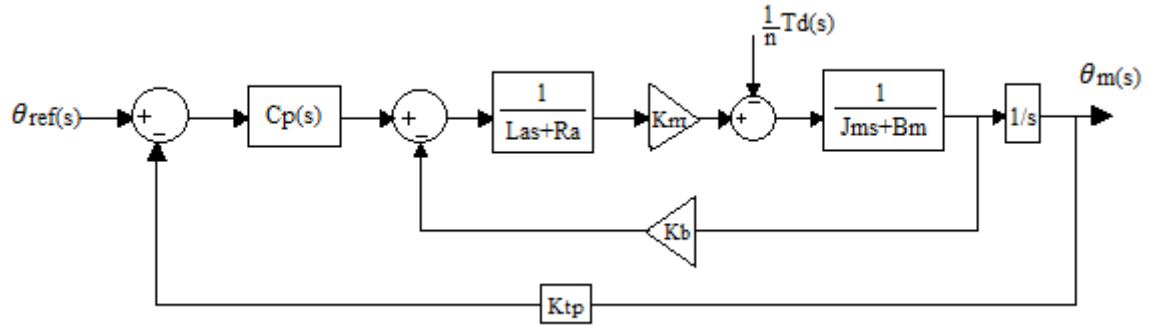 1/n Td(s)
θref(s)
+
−
Cp(s)
+
−
1
Las+Ra
Km
−
+
1
Jms+Bm
1/s
θm(s)
Kb
Ktp